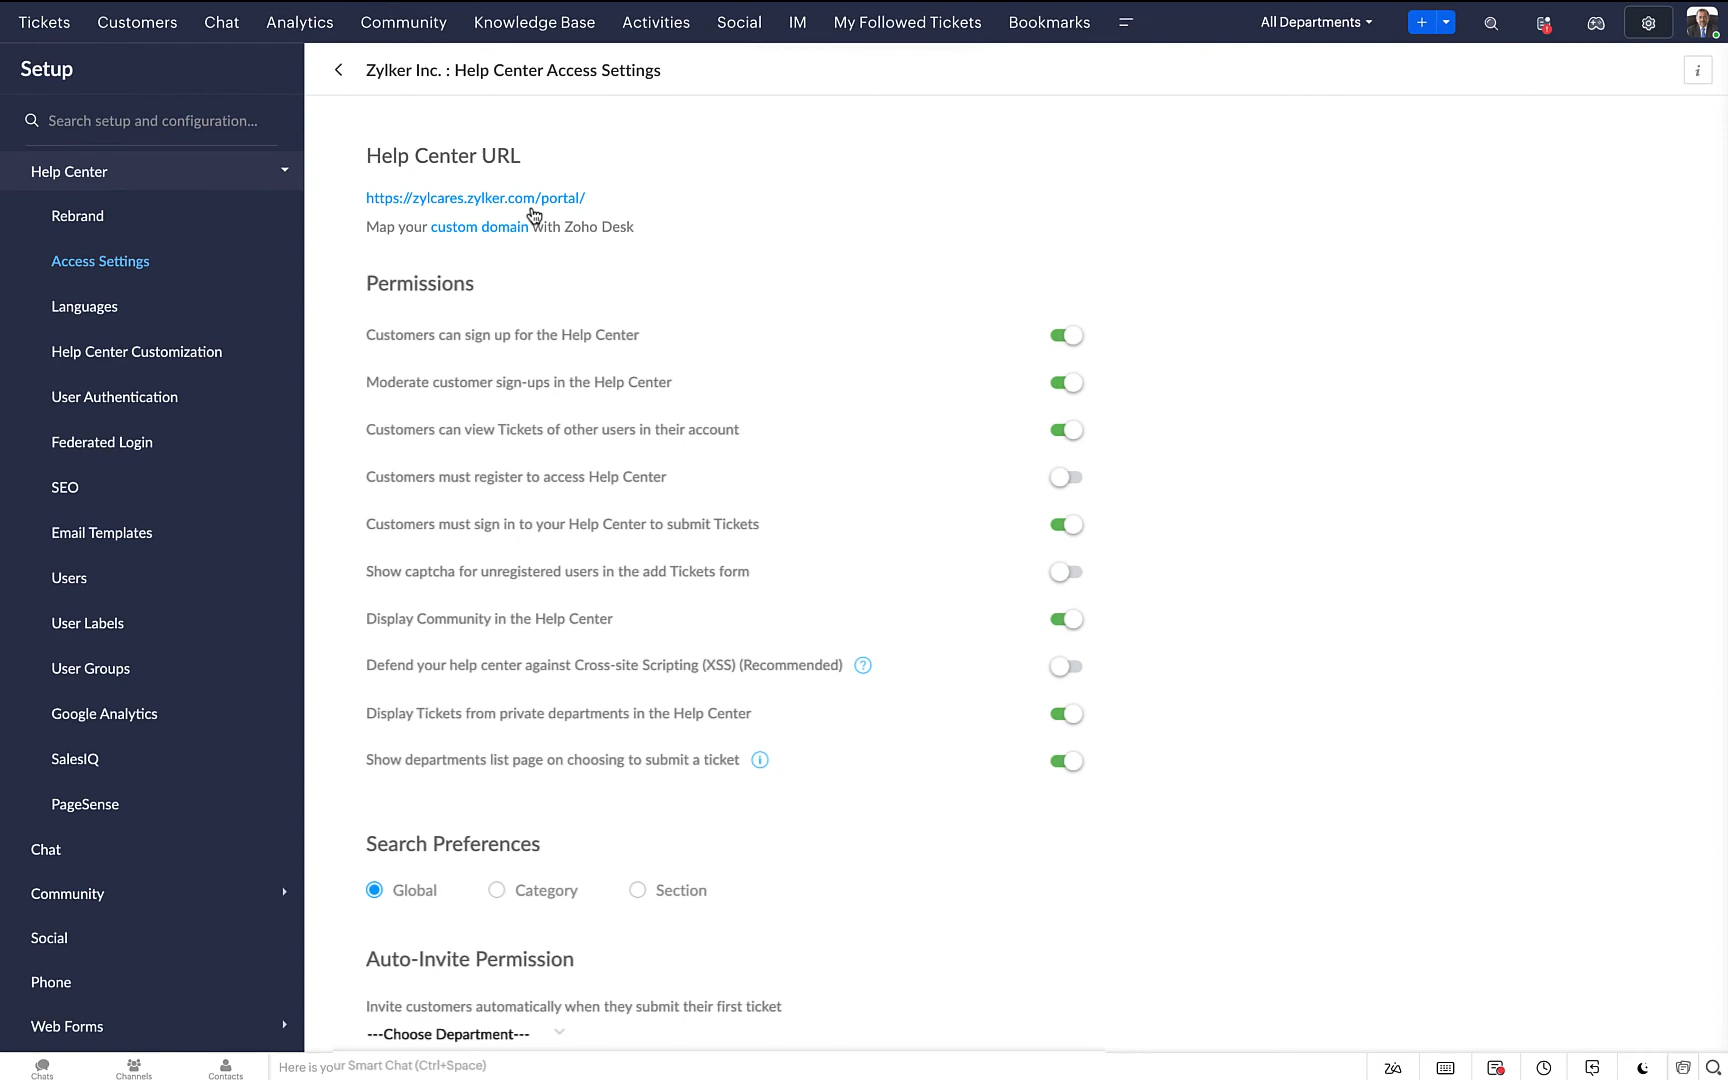 Tickets Customers Chat Analytics Community Knowledge Base Activities Social IM My Followed Tickets Bookmarks All Departments
Setup
Search setup and configuration...
Help Center
Rebrand
Access Settings
Languages
Help Center Customization
User Authentication
Federated Login
SEO
Email Templates
Users
User Labels
User Groups
Google Analytics
SalesIQ
PageSense
Chat
Community
Social
Phone
Web Forms
Zylker Inc. : Help Center Access Settings
i
Help Center URL
https://zylcares.zylker.com/portal/
Map your custom domain with Zoho Desk
Permissions
Customers can sign up for the Help Center
Moderate customer sign-ups in the Help Center
Customers can view Tickets of other users in their account
Customers must register to access Help Center
Customers must sign in to your Help Center to submit Tickets
Show captcha for unregistered users in the add Tickets form
Display Community in the Help Center
Defend your help center against Cross-site Scripting (XSS) (Recommended) ?
Display Tickets from private departments in the Help Center
Show departments list page on choosing to submit a ticket i
Search Preferences
Global Category Section
Auto-Invite Permission
Invite customers automatically when they submit their first ticket
---Choose Department---
Chats Channels Contacts Here is your Smart Chat (Ctrl+Space)